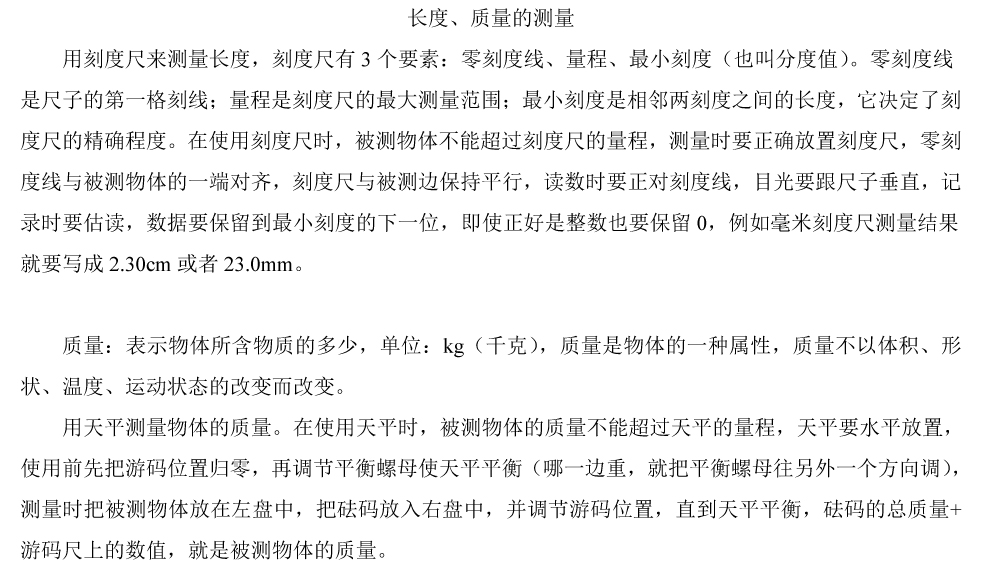 长度、质量的测量
用刻度尺来测量长度，刻度尺有 3 个要素：零刻度线、量程、最小刻度（也叫分度值）。零刻度线
是尺子的第一格刻线；量程是刻度尺的最大测量范围；最小刻度是相邻两刻度之间的长度，它决定了刻
度尺的精确程度。在使用刻度尺时，被测物体不能超过刻度尺的量程，测量时要正确放置刻度尺，零刻
度线与被测物体的一端对齐，刻度尺与被测边保持平行，读数时要正对刻度线，目光要跟尺子垂直，记
录时要估读，数据要保留到最小刻度的下一位，即使正好是整数也要保留 0，例如毫米刻度尺测量结果
就要写成 2.30cm 或者 23.0mm。
质量：表示物体所含物质的多少，单位：kg（千克），质量是物体的一种属性，质量不以体积、形
状、温度、运动状态的改变而改变。
用天平测量物体的质量。在使用天平时，被测物体的质量不能超过天平的量程，天平要水平放置，
使用前先把游码位置归零，再调节平衡螺母使天平平衡（哪一边重，就把平衡螺母往另外一个方向调），
测量时把被测物体放在左盘中，把砝码放入右盘中，并调节游码位置，直到天平平衡，砝码的总质量+
游码尺上的数值，就是被测物体的质量。